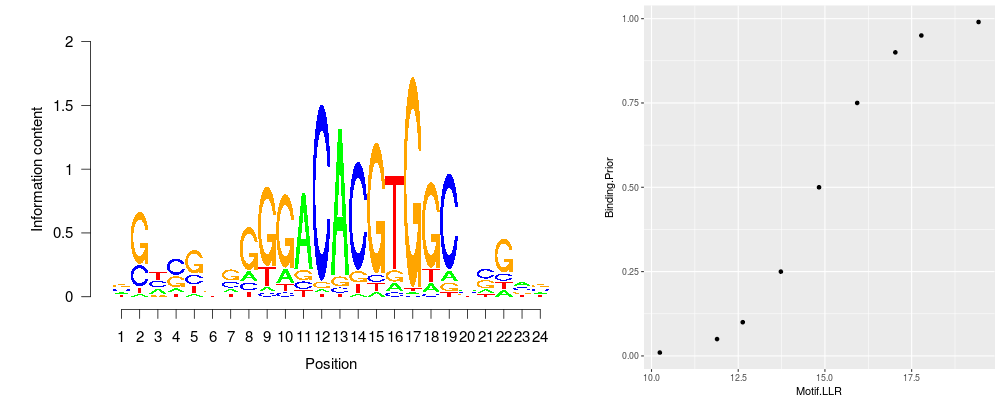 2
1.5
1
0.5
0
Information content
1 2 3 4 5 6 7 8 9 10 11 12 13 14 15 16 17 18 19 20 21 22 23 24
Position
G G G G G A C A C G T G G C G
C T C G G A T A G G G G C G T A C G
1.00
0.75
0.50
0.25
0.00
Binding.Prior
10.0 12.5 15.0 17.5
Motif.LLR